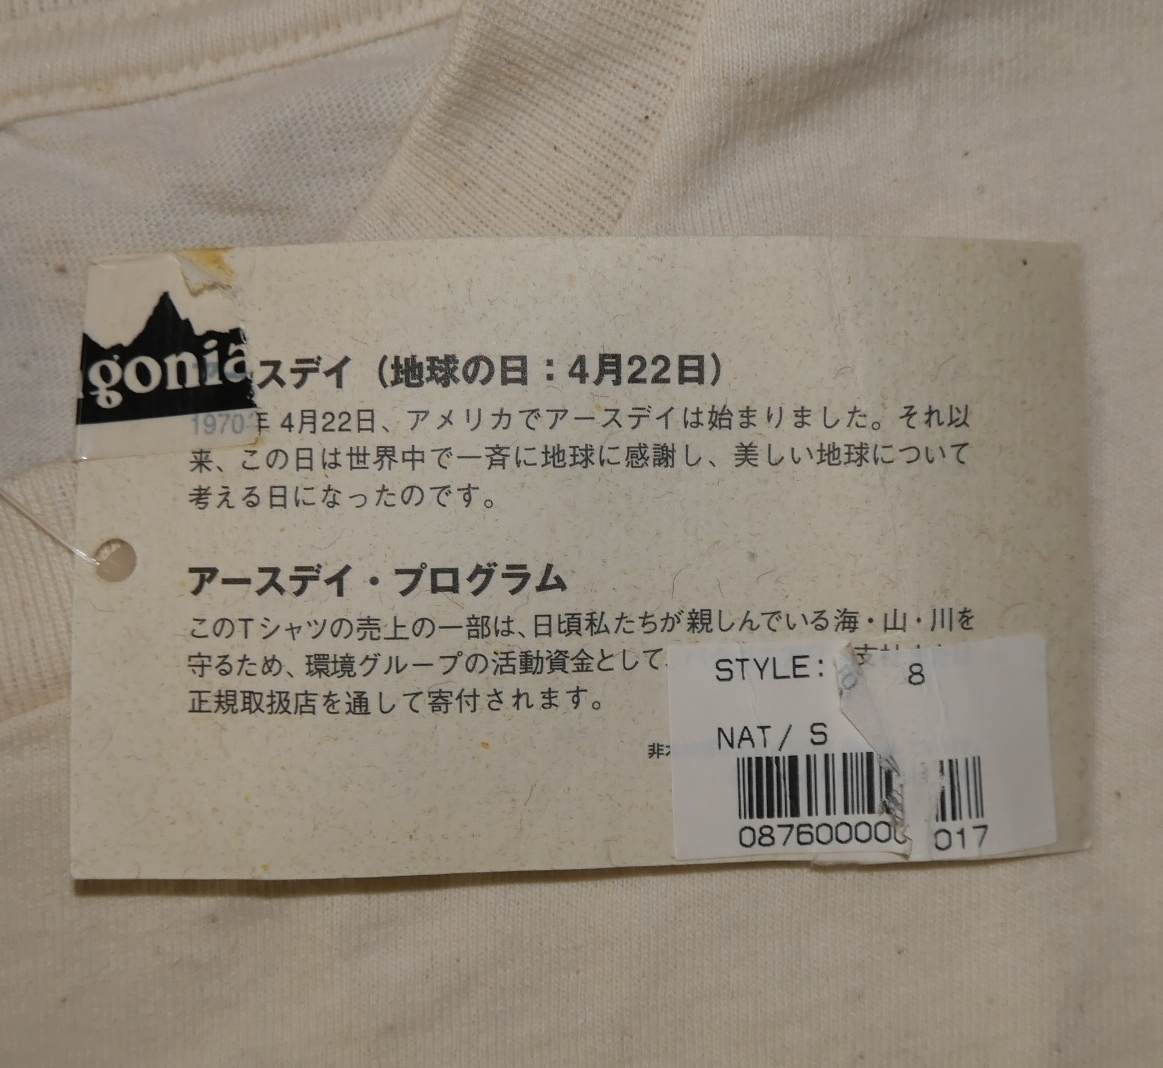 gonia
スデイ（地球の日：4月22日）
1970年 4月22日、アメリカでアースデイは始まりました。それ以
来、この日は世界中で一斉に地球に感謝し、美しい地球について
考える日になったのです。
アースデイ・プログラム
このTシャツの売上の一部は、日頃私たちが親しんでいる海・山・川を
守るため、環境グループの活動資金として
正規取扱店を通して寄付されます。
非
STYLE: 8
NAT/ S
087600000 017